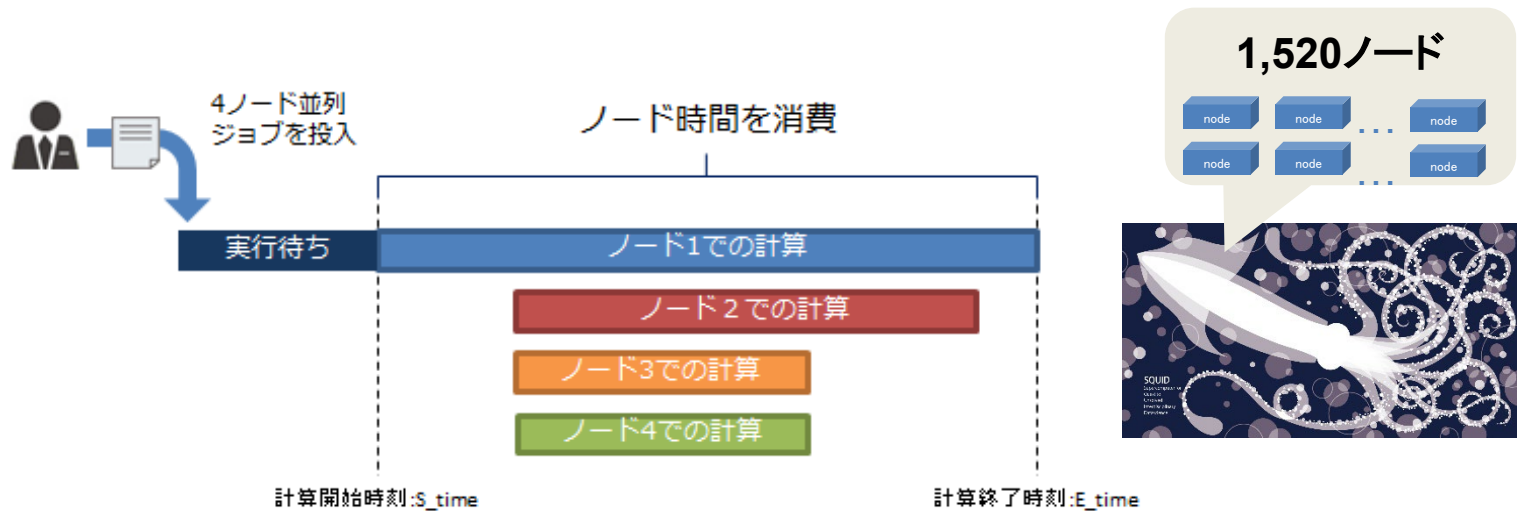 4ノード並列
ジョブを投入
ノード時間を消費
実行待ち
ノード1での計算
ノード２での計算
ノード3での計算
ノード4での計算
計算開始時刻:S_time
計算終了時刻:E_time
1,520ノード
node
node
...
node
node
node
...
node
SQUID